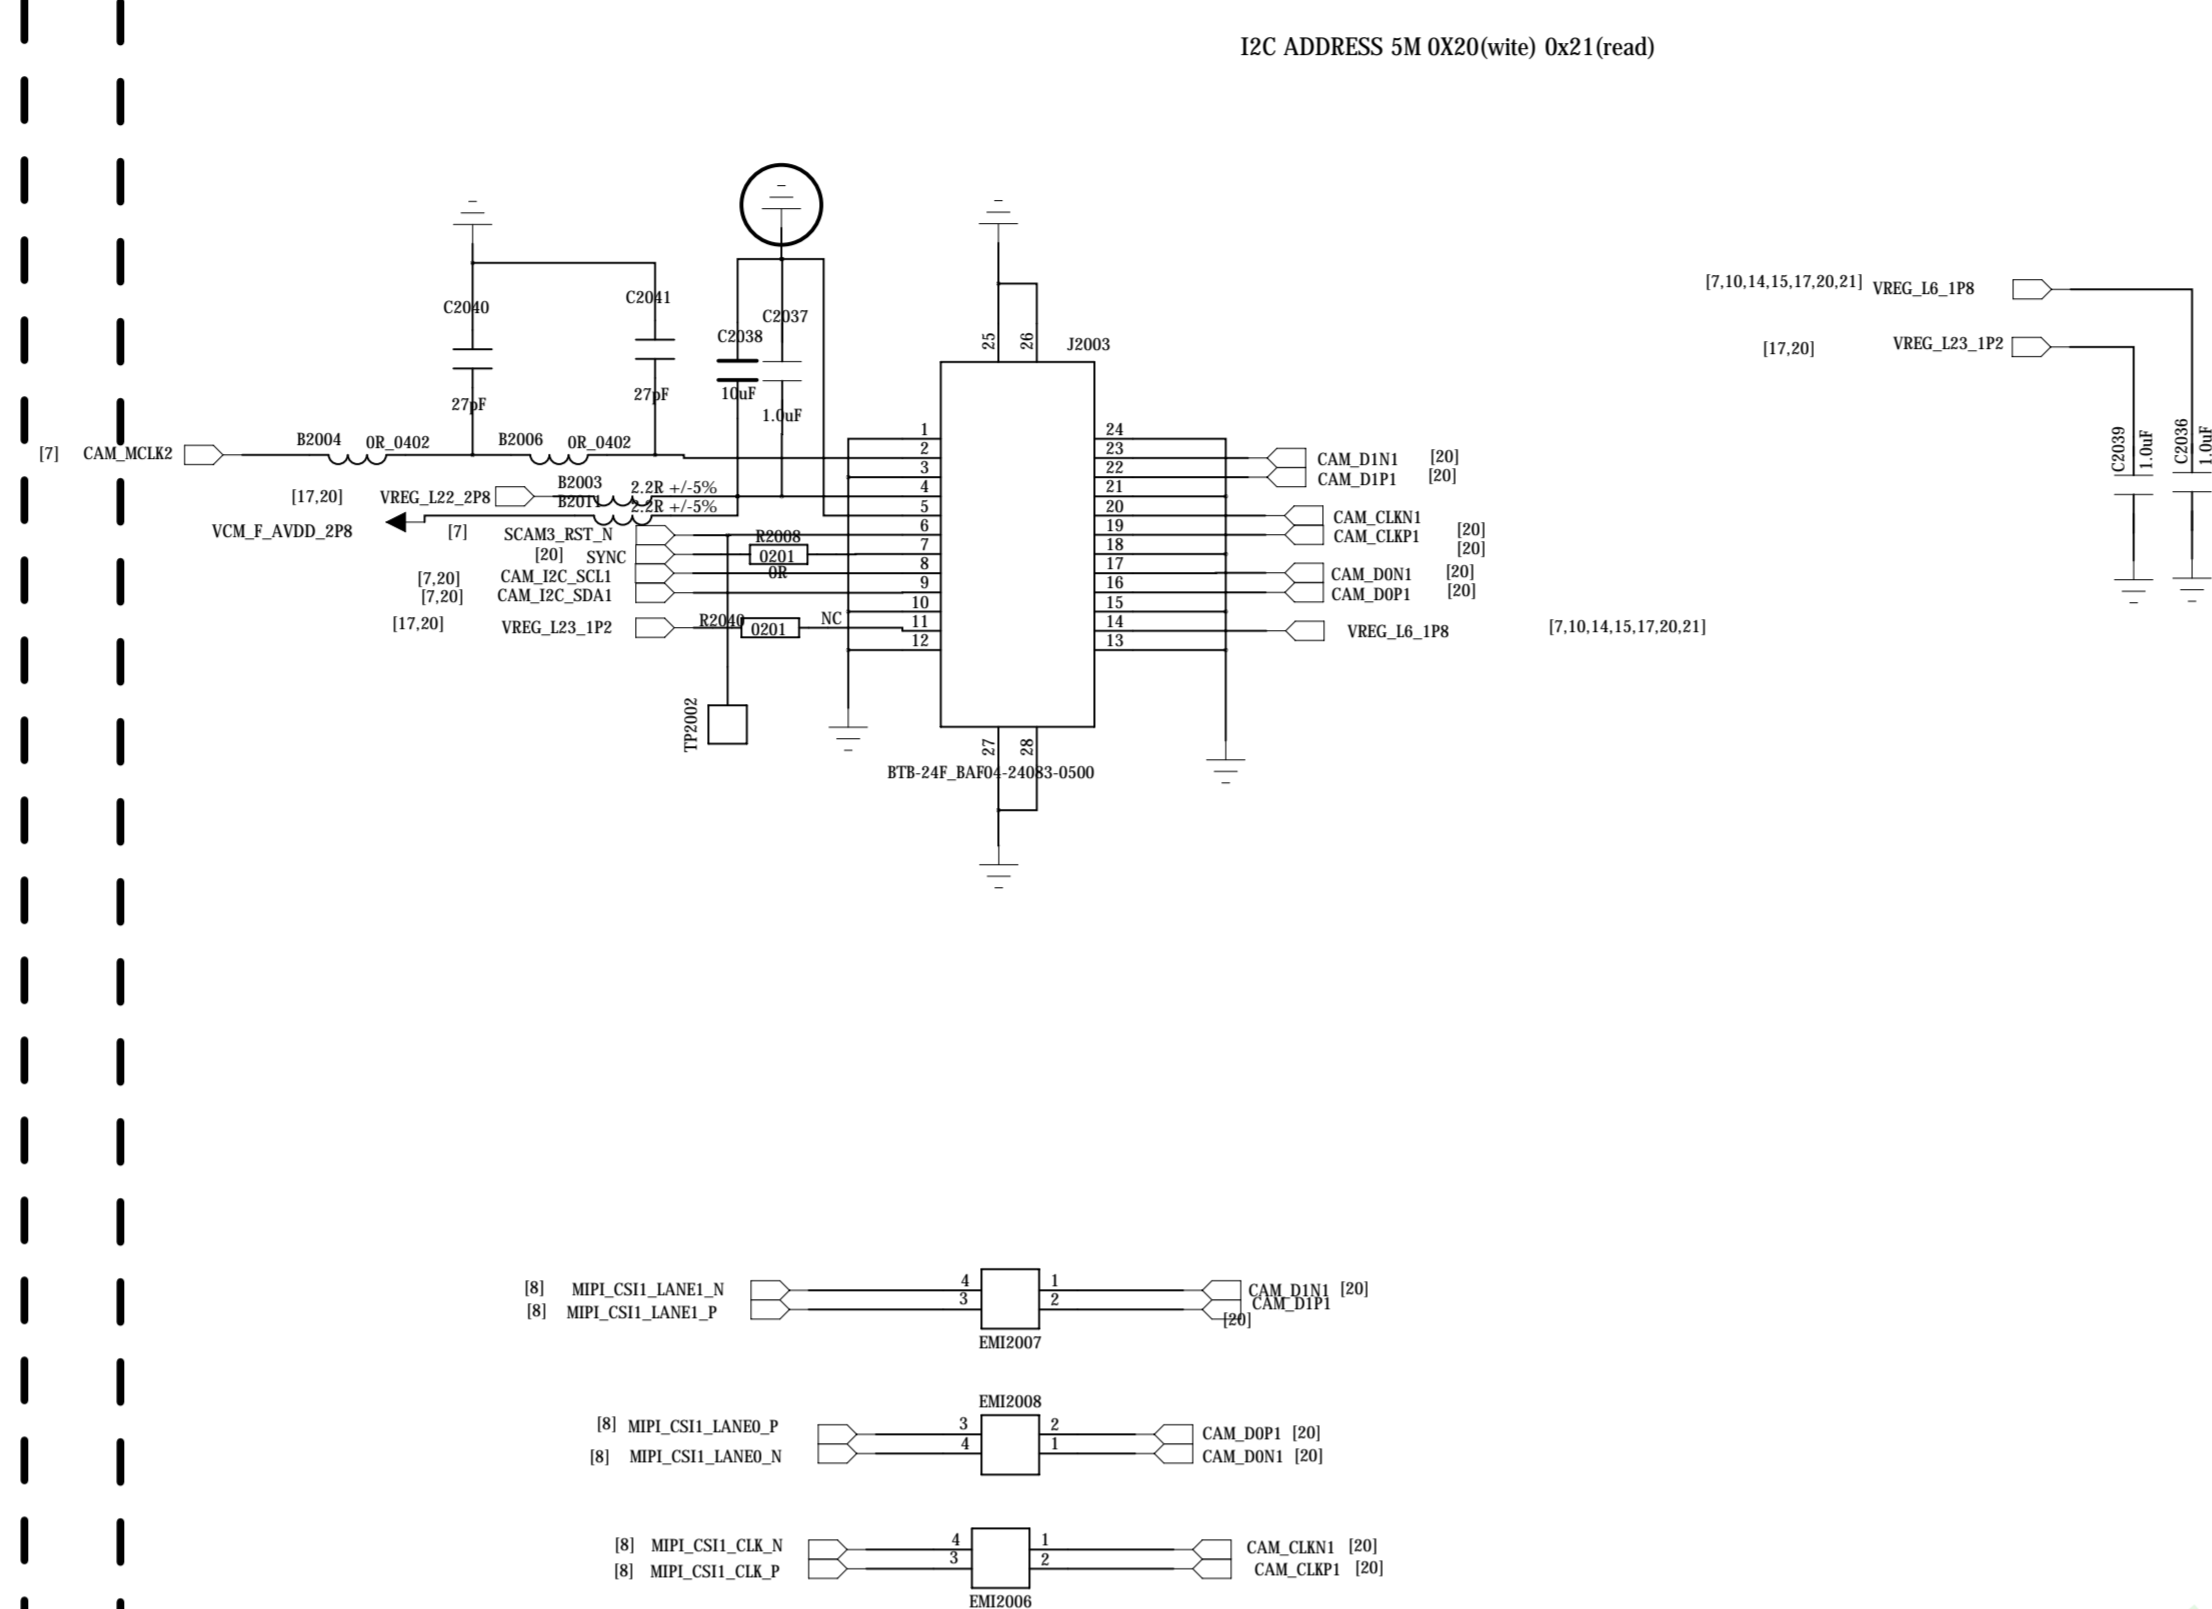 I2C ADDRESS 5M 0X20(wite) 0x21(read)
C2040
27pF
C2041
27pF
C2038
10uF
C2037
1.0uF
25
26
J2003
[7,10,14,15,17,20,21] VREG_L6_1P8
[17,20] VREG_L23_1P2
C2039
1.0uF
C2036
1.0uF
[7] CAM_MCLK2
B2004 0R_0402
B2006 0R_0402
[17,20] VREG_L22_2P8
B2003 2.2R +/-5%
B2011 2.2R +/-5%
VCM_F_AVDD_2P8
[7] SCAM3_RST_N
[20] SYNC
R2008
0201
0R
[7,20] CAM_I2C_SCL1
[7,20] CAM_I2C_SDA1
[17,20] VREG_L23_1P2
R2040
0201
NC
TP2002
1
2
3
4
5
6
7
8
9
10
11
12
24
23
22
21
20
19
18
17
16
15
14
13
CAM_D1N1 [20]
CAM_D1P1 [20]
CAM_CLKN1
CAM_CLKP1 [20]
[20]
CAM_D0N1 [20]
CAM_D0P1 [20]
VREG_L6_1P8 [7,10,14,15,17,20,21]
27
28
BTB-24F_BAF04-24083-0500
[8] MIPI_CSI1_LANE1_N 4 1 CAM_D1N1 [20]
[8] MIPI_CSI1_LANE1_P 3 2 CAM_D1P1
[20]
EMI2007
EMI2008
[8] MIPI_CSI1_LANE0_P 3 2 CAM_D0P1 [20]
[8] MIPI_CSI1_LANE0_N 4 1 CAM_D0N1 [20]
[8] MIPI_CSI1_CLK_N 4 1 CAM_CLKN1 [20]
[8] MIPI_CSI1_CLK_P 3 2 CAM_CLKP1 [20]
EMI2006